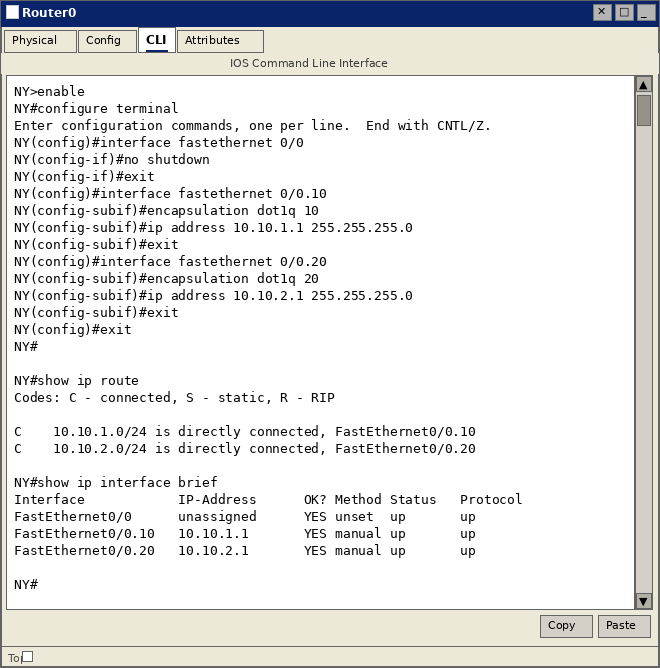 Router0
Physical Config CLI Attributes
IOS Command Line Interface
NY>enable
NY#configure terminal
Enter configuration commands, one per line.  End with CNTL/Z.
NY(config)#interface fastethernet 0/0
NY(config-if)#no shutdown
NY(config-if)#exit
NY(config)#interface fastethernet 0/0.10
NY(config-subif)#encapsulation dot1q 10
NY(config-subif)#ip address 10.10.1.1 255.255.255.0
NY(config-subif)#exit
NY(config)#interface fastethernet 0/0.20
NY(config-subif)#encapsulation dot1q 20
NY(config-subif)#ip address 10.10.2.1 255.255.255.0
NY(config-subif)#exit
NY(config)#exit
NY#
NY#show ip route
Codes: C - connected, S - static, R - RIP
C    10.10.1.0/24 is directly connected, FastEthernet0/0.10
C    10.10.2.0/24 is directly connected, FastEthernet0/0.20
NY#show ip interface brief
Interface            IP-Address      OK? Method Status   Protocol
FastEthernet0/0      unassigned      YES unset  up       up
FastEthernet0/0.10   10.10.1.1       YES manual up       up
FastEthernet0/0.20   10.10.2.1       YES manual up       up
NY#
Copy Paste